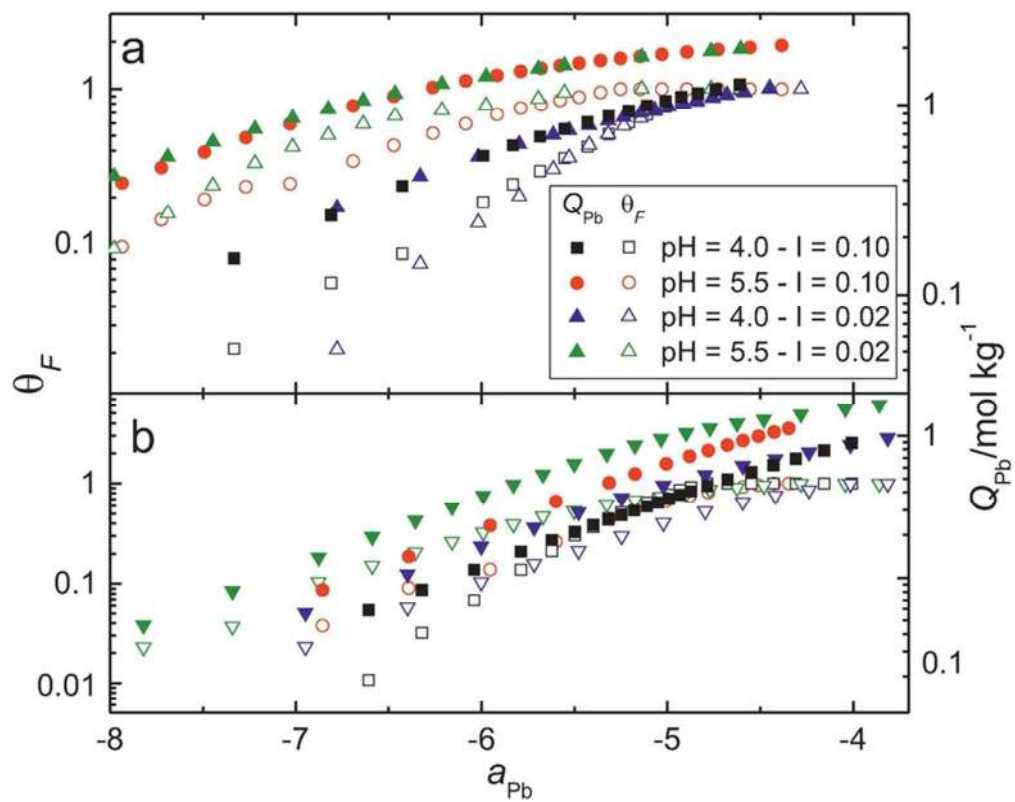 a
1
0.1
θF
1
0.1
QPb/mol kg-1
QPb θF
pH = 4.0 - I = 0.10
pH = 5.5 - I = 0.10
pH = 4.0 - I = 0.02
pH = 5.5 - I = 0.02
b
1
0.1
0.01
1
0.1
-8 -7 -6 -5 -4
aPb